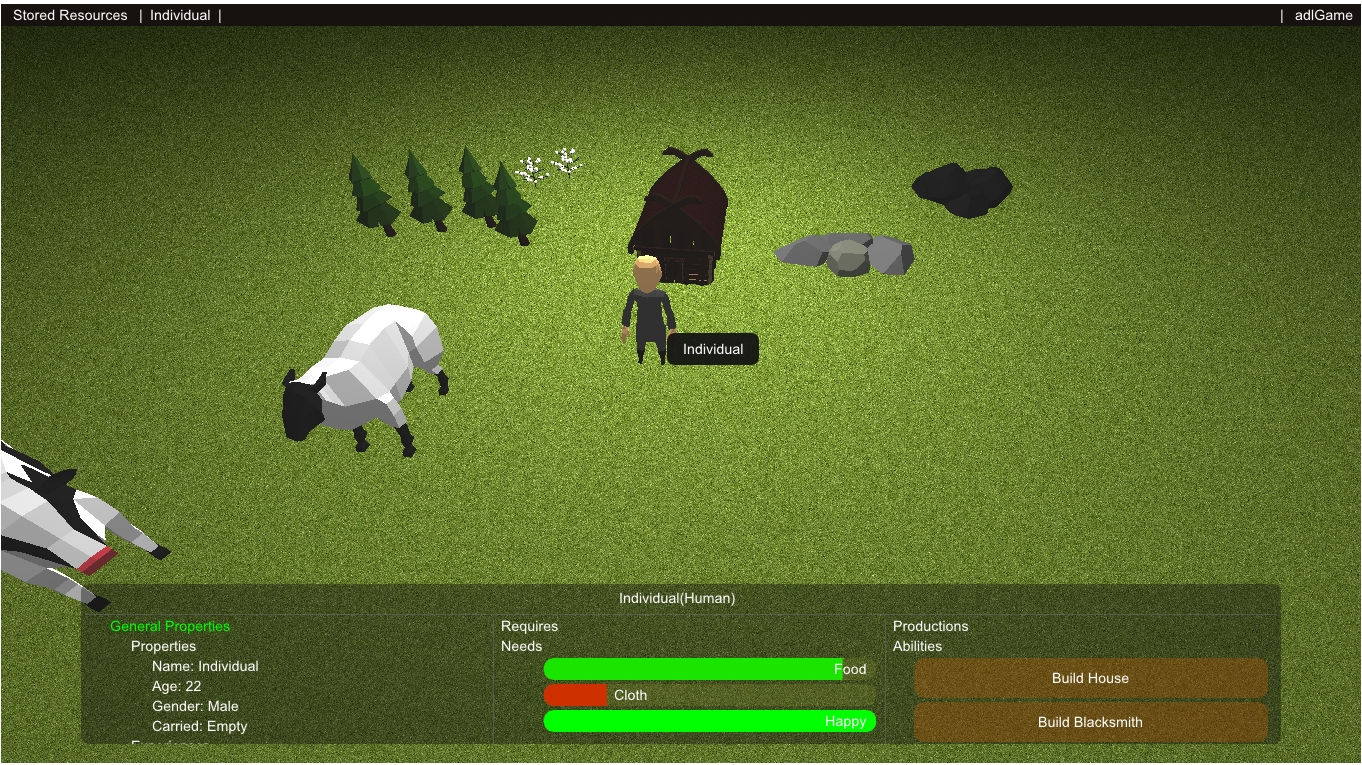 Stored Resources | Individual | | adlGame
Individual
Individual(Human)
General Properties
Properties
Name: Individual
Age: 22
Gender: Male
Carried: Empty
Requires
Needs
Food
Cloth
Happy
Productions
Abilities
Build House
Build Blacksmith